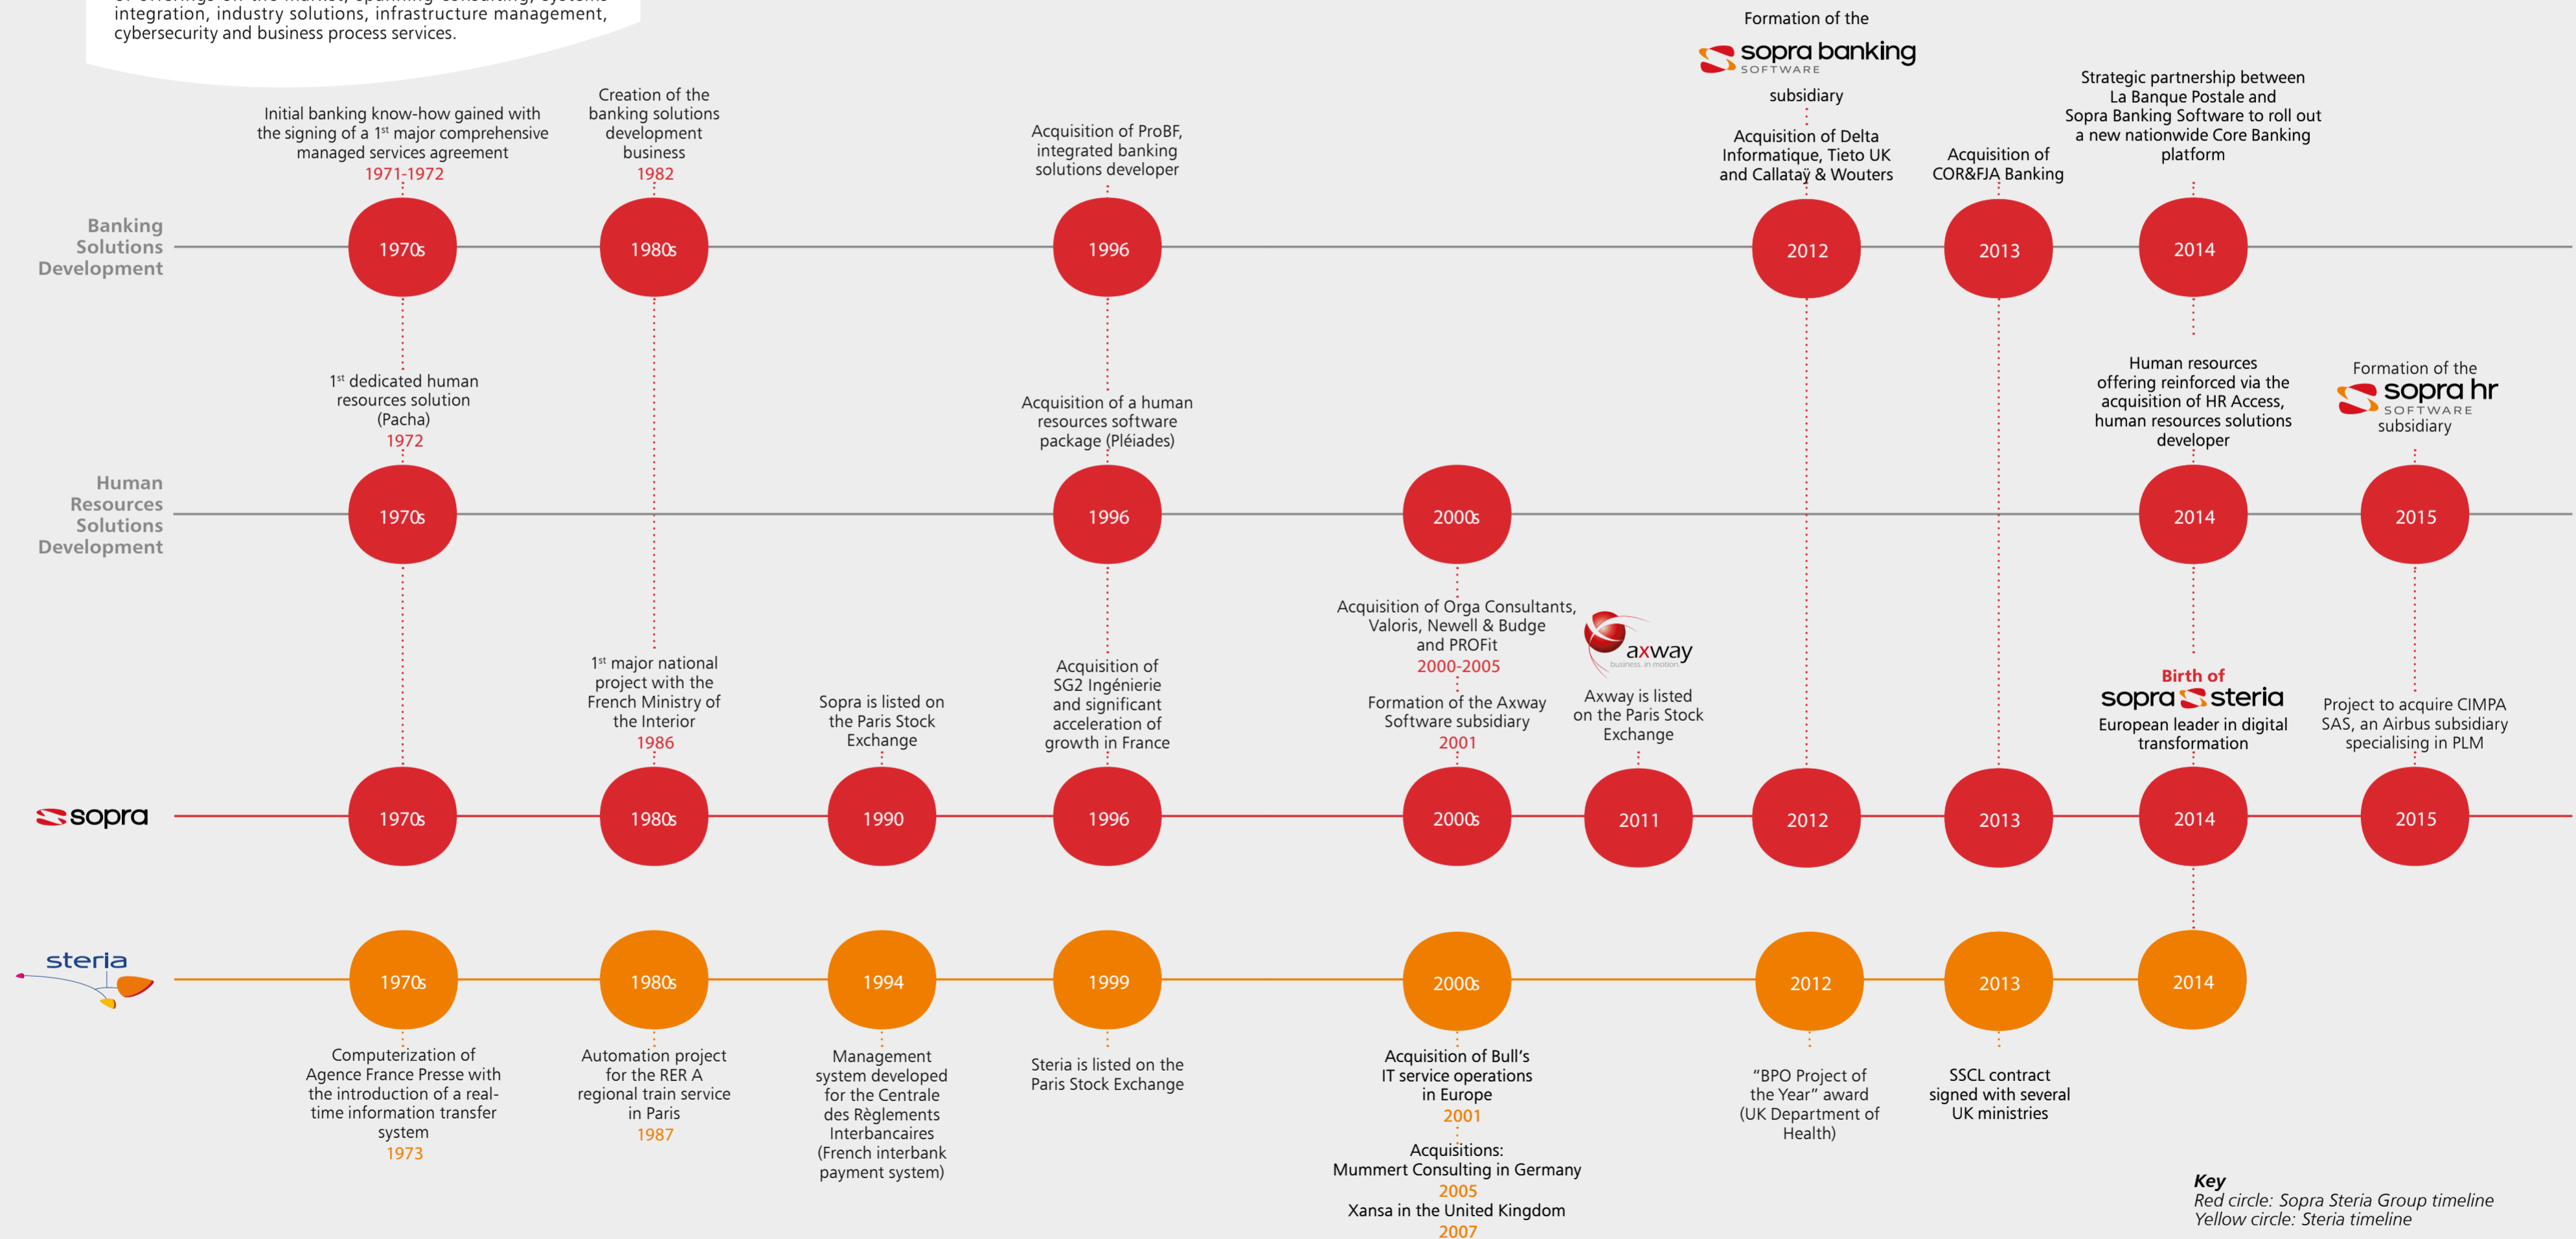 integration, industry solutions, infrastructure management,
cybersecurity and business process services.
Formation of the
sopra banking
SOFTWARE
subsidiary
Initial banking know-how gained with
the signing of a 1st major comprehensive
managed services agreement
1971-1972
Creation of the
banking solutions
development
business
1982
Acquisition of ProBF,
integrated banking
solutions developer
Acquisition of Delta
Informatique, Tieto UK
and Callataÿ & Wouters
Acquisition of
COR&FJA Banking
Strategic partnership between
La Banque Postale and
Sopra Banking Software to roll out
a new nationwide Core Banking
platform
Banking
Solutions
Development
1970s
1980s
1996
2012
2013
2014
1st dedicated human
resources solution
(Pacha)
1972
Acquisition of a human
resources software
package (Pléiades)
Human resources
offering reinforced via the
acquisition of HR Access,
human resources solutions
developer
Formation of the
sopra hr
SOFTWARE
subsidiary
Human
Resources
Solutions
Development
1970s
1996
2000s
2014
2015
1st major national
project with the
French Ministry of
the Interior
1986
Sopra is listed on
the Paris Stock
Exchange
Acquisition of
SG2 Ingénierie
and significant
acceleration of
growth in France
Acquisition of Orga Consultants,
Valoris, Newell & Budge
and PROFit
2000-2005
Formation of the Axway
Software subsidiary
2001
axway
business. in motion.
Axway is listed
on the Paris Stock
Exchange
Birth of
sopra steria
European leader in digital
transformation
Project to acquire CIMPA
SAS, an Airbus subsidiary
specialising in PLM
sopra
1970s
1980s
1990
1996
2000s
2011
2012
2013
2014
2015
steria
1970s
1980s
1994
1999
2000s
2012
2013
2014
Computerization of
Agence France Presse with
the introduction of a real-
time information transfer
system
1973
Automation project
for the RER A
regional train service
in Paris
1987
Management
system developed
for the Centrale
des Règlements
Interbancaires
(French interbank
payment system)
Steria is listed on the
Paris Stock Exchange
Acquisition of Bull’s
IT service operations
in Europe
2001
Acquisitions:
Mummert Consulting in Germany
2005
Xansa in the United Kingdom
2007
“BPO Project of
the Year” award
(UK Department of
Health)
SSCL contract
signed with several
UK ministries
Key
Red circle: Sopra Steria Group timeline
Yellow circle: Steria timeline